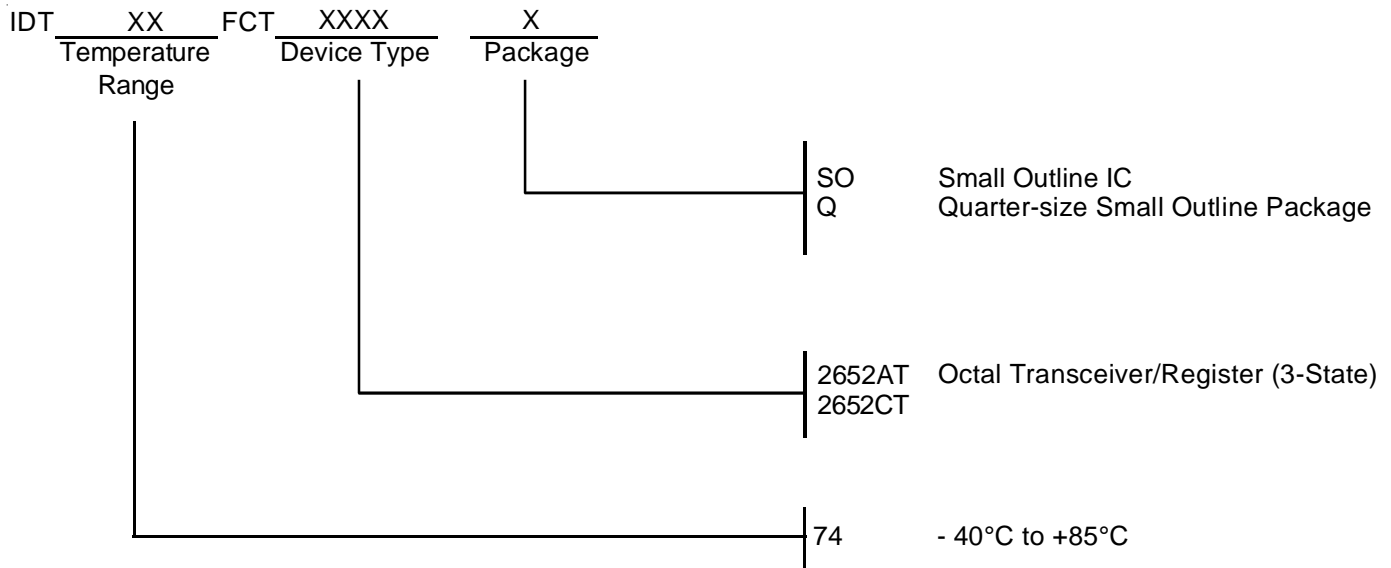 IDT XX FCT XXXX X
Temperature Range Device Type Package
SO Small Outline IC
Q Quarter-size Small Outline Package
2652AT Octal Transceiver/Register (3-State)
2652CT
74 - 40°C to +85°C